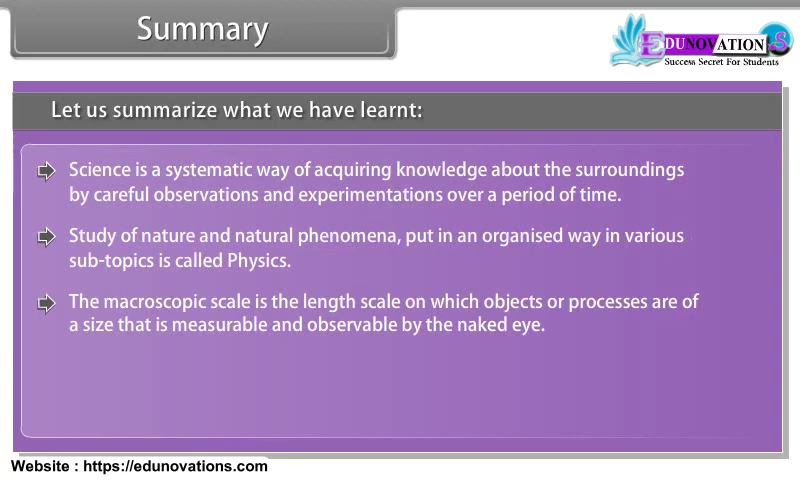 Summary
EDUNOVATIONS
Success Secret For Students
Let us summarize what we have learnt:
Science is a systematic way of acquiring knowledge about the surroundings
by careful observations and experimentations over a period of time.
Study of nature and natural phenomena, put in an organised way in various
sub-topics is called Physics.
The macroscopic scale is the length scale on which objects or processes are of
a size that is measurable and observable by the naked eye.
Website : https://edunovations.com